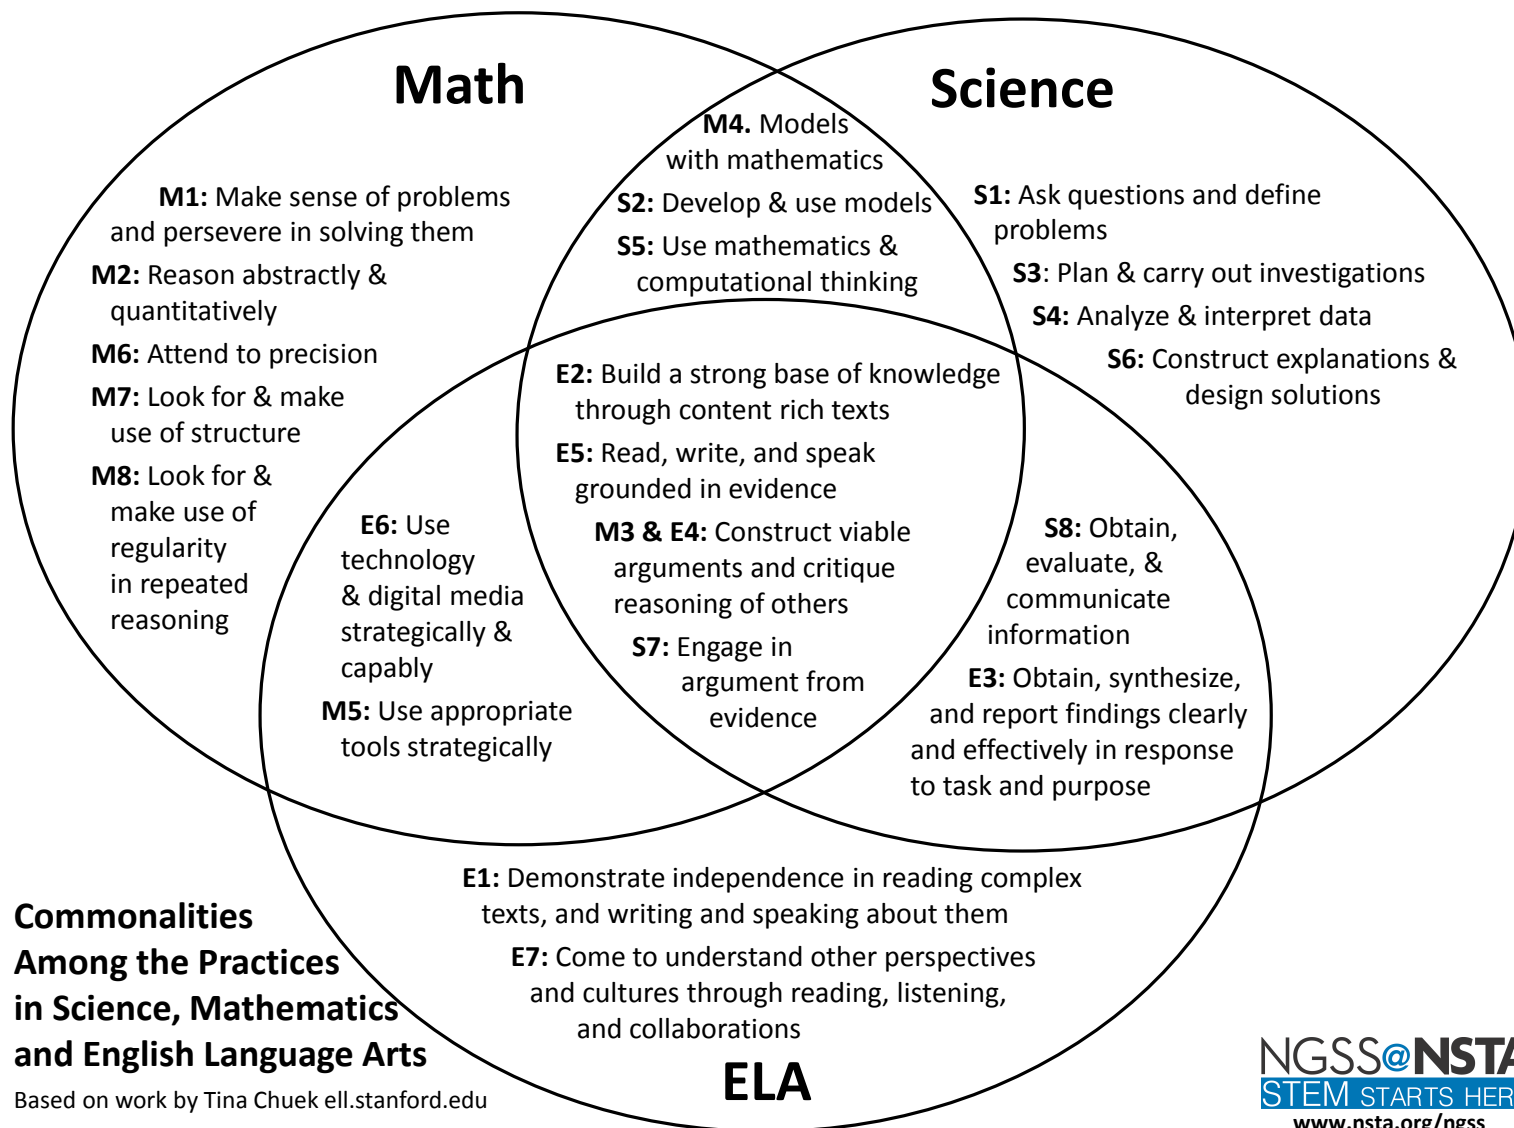 Math
Science
M4. Models
with mathematics
S2: Develop & use models
S5: Use mathematics &
computational thinking
M1: Make sense of problems
and persevere in solving them
M2: Reason abstractly &
quantitatively
M6: Attend to precision
M7: Look for & make
use of structure
M8: Look for &
make use of
regularity
in repeated
reasoning
S1: Ask questions and define
problems
S3: Plan & carry out investigations
S4: Analyze & interpret data
S6: Construct explanations &
design solutions
E2: Build a strong base of knowledge
through content rich texts
E5: Read, write, and speak
grounded in evidence
M3 & E4: Construct viable
arguments and critique
reasoning of others
S7: Engage in
argument from
evidence
E6: Use
technology
& digital media
strategically &
capably
M5: Use appropriate
tools strategically
S8: Obtain,
evaluate, &
communicate
information
E3: Obtain, synthesize,
and report findings clearly
and effectively in response
to task and purpose
E1: Demonstrate independence in reading complex
texts, and writing and speaking about them
E7: Come to understand other perspectives
and cultures through reading, listening,
and collaborations
ELA
Commonalities
Among the Practices
in Science, Mathematics
and English Language Arts
Based on work by Tina Chuek ell.stanford.edu
NGSS@NSTA
STEM STARTS HER
www.nsta.org/ngss